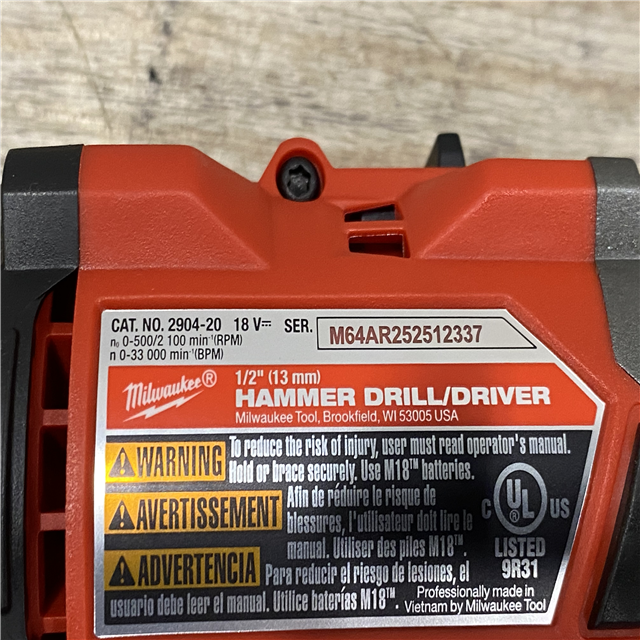 CAT. NO. 2904-20 18 V⎓ SER. M64AR252512337
n₀ 0-500/2 100 min⁻¹(RPM)
n 0-33 000 min⁻¹(BPM)
Milwaukee®
1/2" (13 mm)
HAMMER DRILL/DRIVER
Milwaukee Tool, Brookfield, WI 53005 USA
WARNING To reduce the risk of injury, user must read operator's manual.
Hold or brace securely. Use M18™ batteries.
AVERTISSEMENT Afin de réduire le risque de
blessures, l'utilisateur doit lire le
manual. Utiliser des piles M18™.
ADVERTENCIA Para reducir el riesgo de lesiones, el
usuario debe leer el manual. Utilice baterías M18™.
C UL US
LISTED
9R31
Professionally made in
Vietnam by Milwaukee Tool